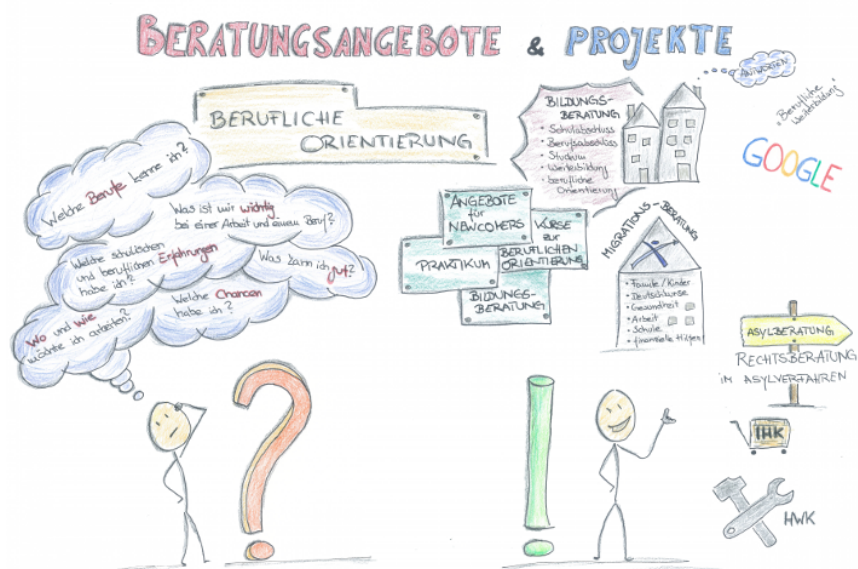 BERATUNGSANGEBOTE & PROJEKTE
BERUFLICHE
ORIENTIERUNG
Welche Berufe kenne ich?
Was ist mir wichtig
bei einer Arbeit und einem Beruf?
Welche schulischen
und beruflichen Erfahrungen
habe ich?
Was kann ich gut?
Welche Chancen
habe ich?
Wo und wie
möchte ich arbeiten?
ANGEBOTE
für
NEWCOMERS
KURSE
zur
BERUFLICHEN
ORIENTIERUNG
PRAKTIKUM
BILDUNGS-
BERATUNG
BILDUNGS-
BERATUNG
• Schulabschluss
• Berufsabschluss
• Studium
• Weiterbildung
• berufliche
Orientierung
ANTWORTEN
"Berufliche
Weiterbildung"
GOOGLE
MIGRATIONS-BERATUNG
• Familie/Kinder
• Deutschkurse
• Gesundheit
• Arbeit
• Schule
• finanzielle Hilfen
ASYLBERATUNG
RECHTSBERATUNG
IM ASYLVERFAHREN
IHK
HWK